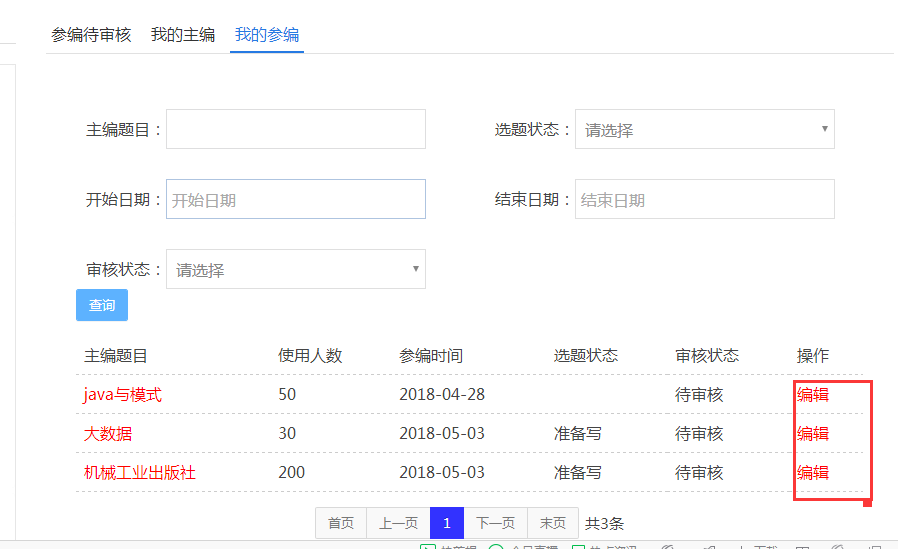 参编待审核 我的主编 我的参编
主编题目： 选题状态： 请选择
开始日期： 开始日期 结束日期： 结束日期
审核状态： 请选择
查询
主编题目 使用人数 参编时间 选题状态 审核状态 操作
java与模式 50 2018-04-28 待审核 编辑
大数据 30 2018-05-03 准备写 待审核 编辑
机械工业出版社 200 2018-05-03 准备写 待审核 编辑
首页 上一页 1 下一页 末页 共3条